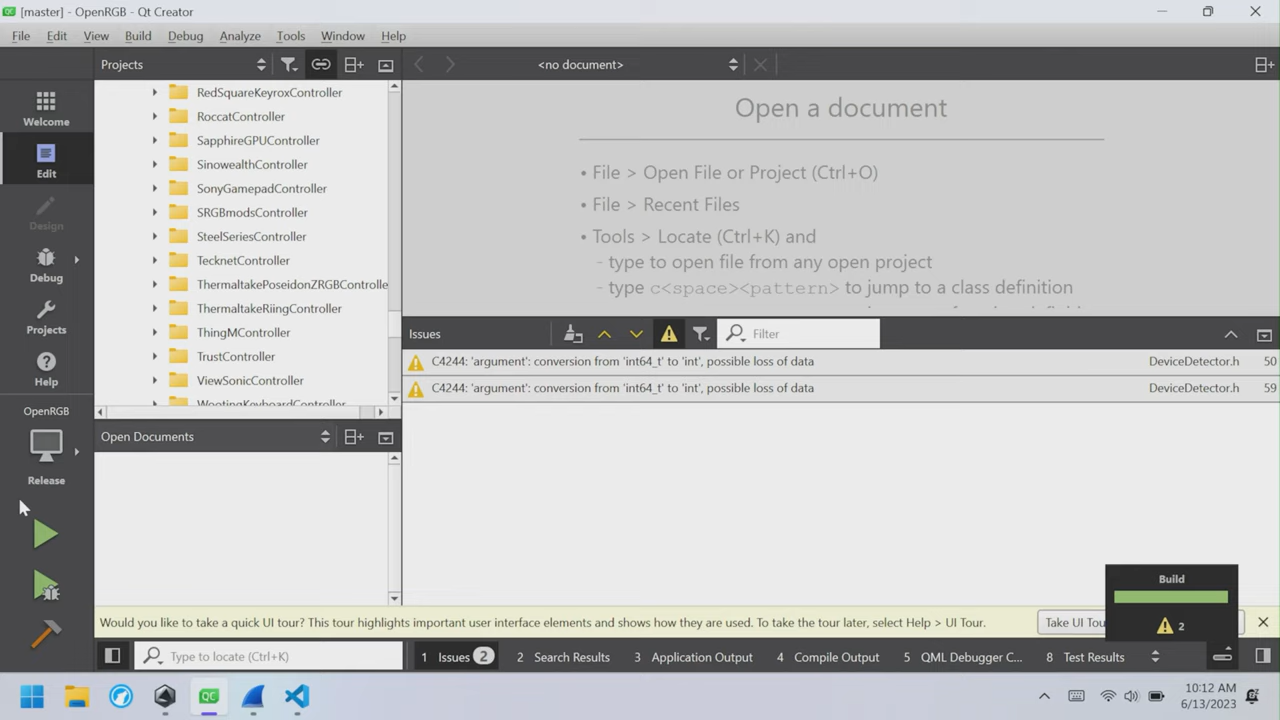 [master] - OpenRGB - Qt Creator
File Edit View Build Debug Analyze Tools Window Help
Projects
<no document>
Welcome
Edit
Design
Debug
Projects
Help
OpenRGB
Release
RedSquareKeyroxController
RoccatController
SapphireGPUController
SinowealthController
SonyGamepadController
SRGBmodsController
SteelSeriesController
TecknetController
ThermaltakePoseidonZRGBControlle
ThermaltakeRiingController
ThingMController
TrustController
ViewSonicController
WootingKeyboardController
Open Documents
Open a document
• File > Open File or Project (Ctrl+O)
• File > Recent Files
• Tools > Locate (Ctrl+K) and
- type to open file from any open project
- type c<space><pattern> to jump to a class definition
Issues
Filter
C4244: 'argument': conversion from 'int64_t' to 'int', possible loss of data DeviceDetector.h 50
C4244: 'argument': conversion from 'int64_t' to 'int', possible loss of data DeviceDetector.h 59
Build
2
Would you like to take a quick UI tour? This tour highlights important user interface elements and shows how they are used. To take the tour later, select Help > UI Tour.
Take UI Tou
Type to locate (Ctrl+K)
1 Issues 2
2 Search Results
3 Application Output
4 Compile Output
5 QML Debugger C...
8 Test Results
10:12 AM
6/13/2023